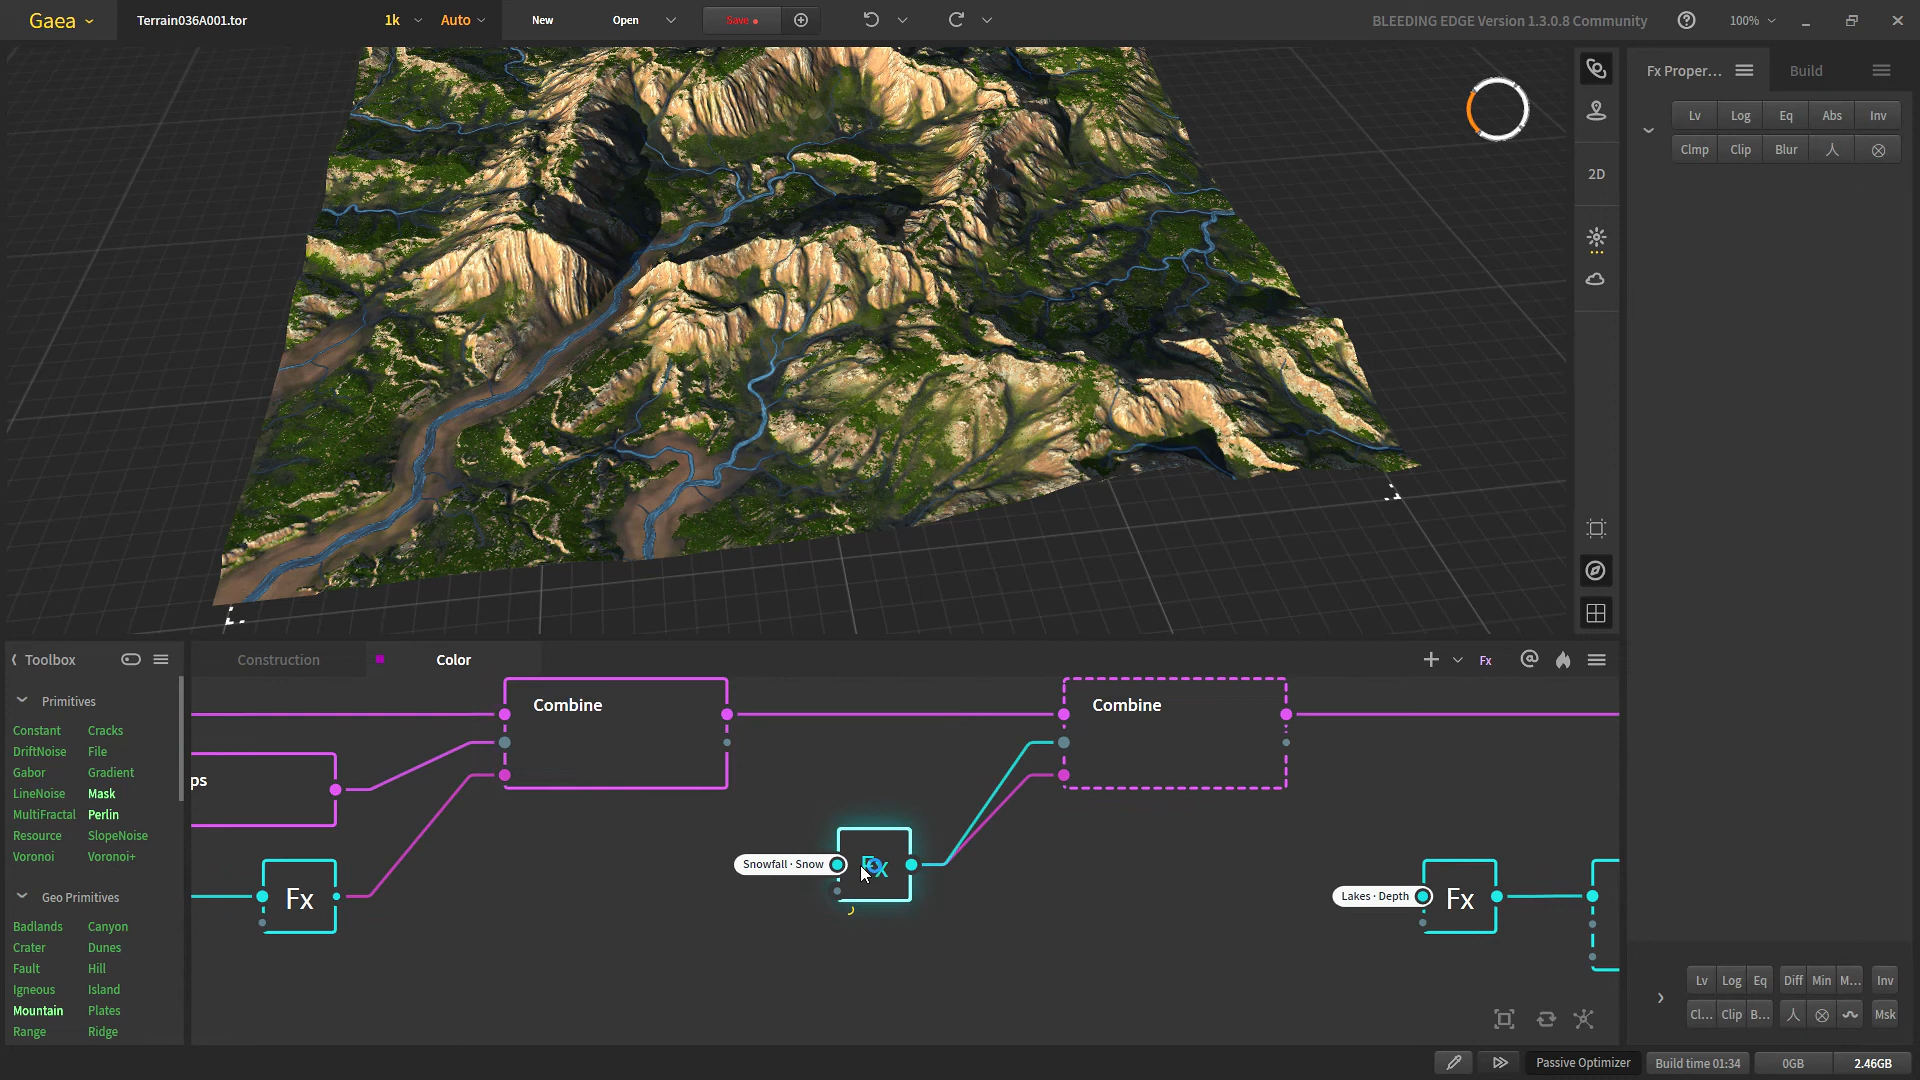 Gaea
Terrain036A001.tor
1k
Auto
New
Open
Save
BLEEDING EDGE Version 1.3.0.8 Community
100%
Fx Proper...
Build
Lv Log Eq Abs Inv
Clmp Clip Blur
2D
Toolbox
Construction
Color
Fx
Primitives
Constant Cracks
DriftNoise File
Gabor Gradient
LineNoise Mask
MultiFractal Perlin
Resource SlopeNoise
Voronoi Voronoi+
Geo Primitives
Badlands Canyon
Crater Dunes
Fault Hill
Igneous Island
Mountain Plates
Range Ridge
Combine
Combine
ps
Fx
Snowfall · Snow
Fx
Lakes · Depth
Fx
Lv Log Eq Diff Min M... Inv
Cl... Clip B... Msk
Passive Optimizer
Build time 01:34
0GB
2.46GB